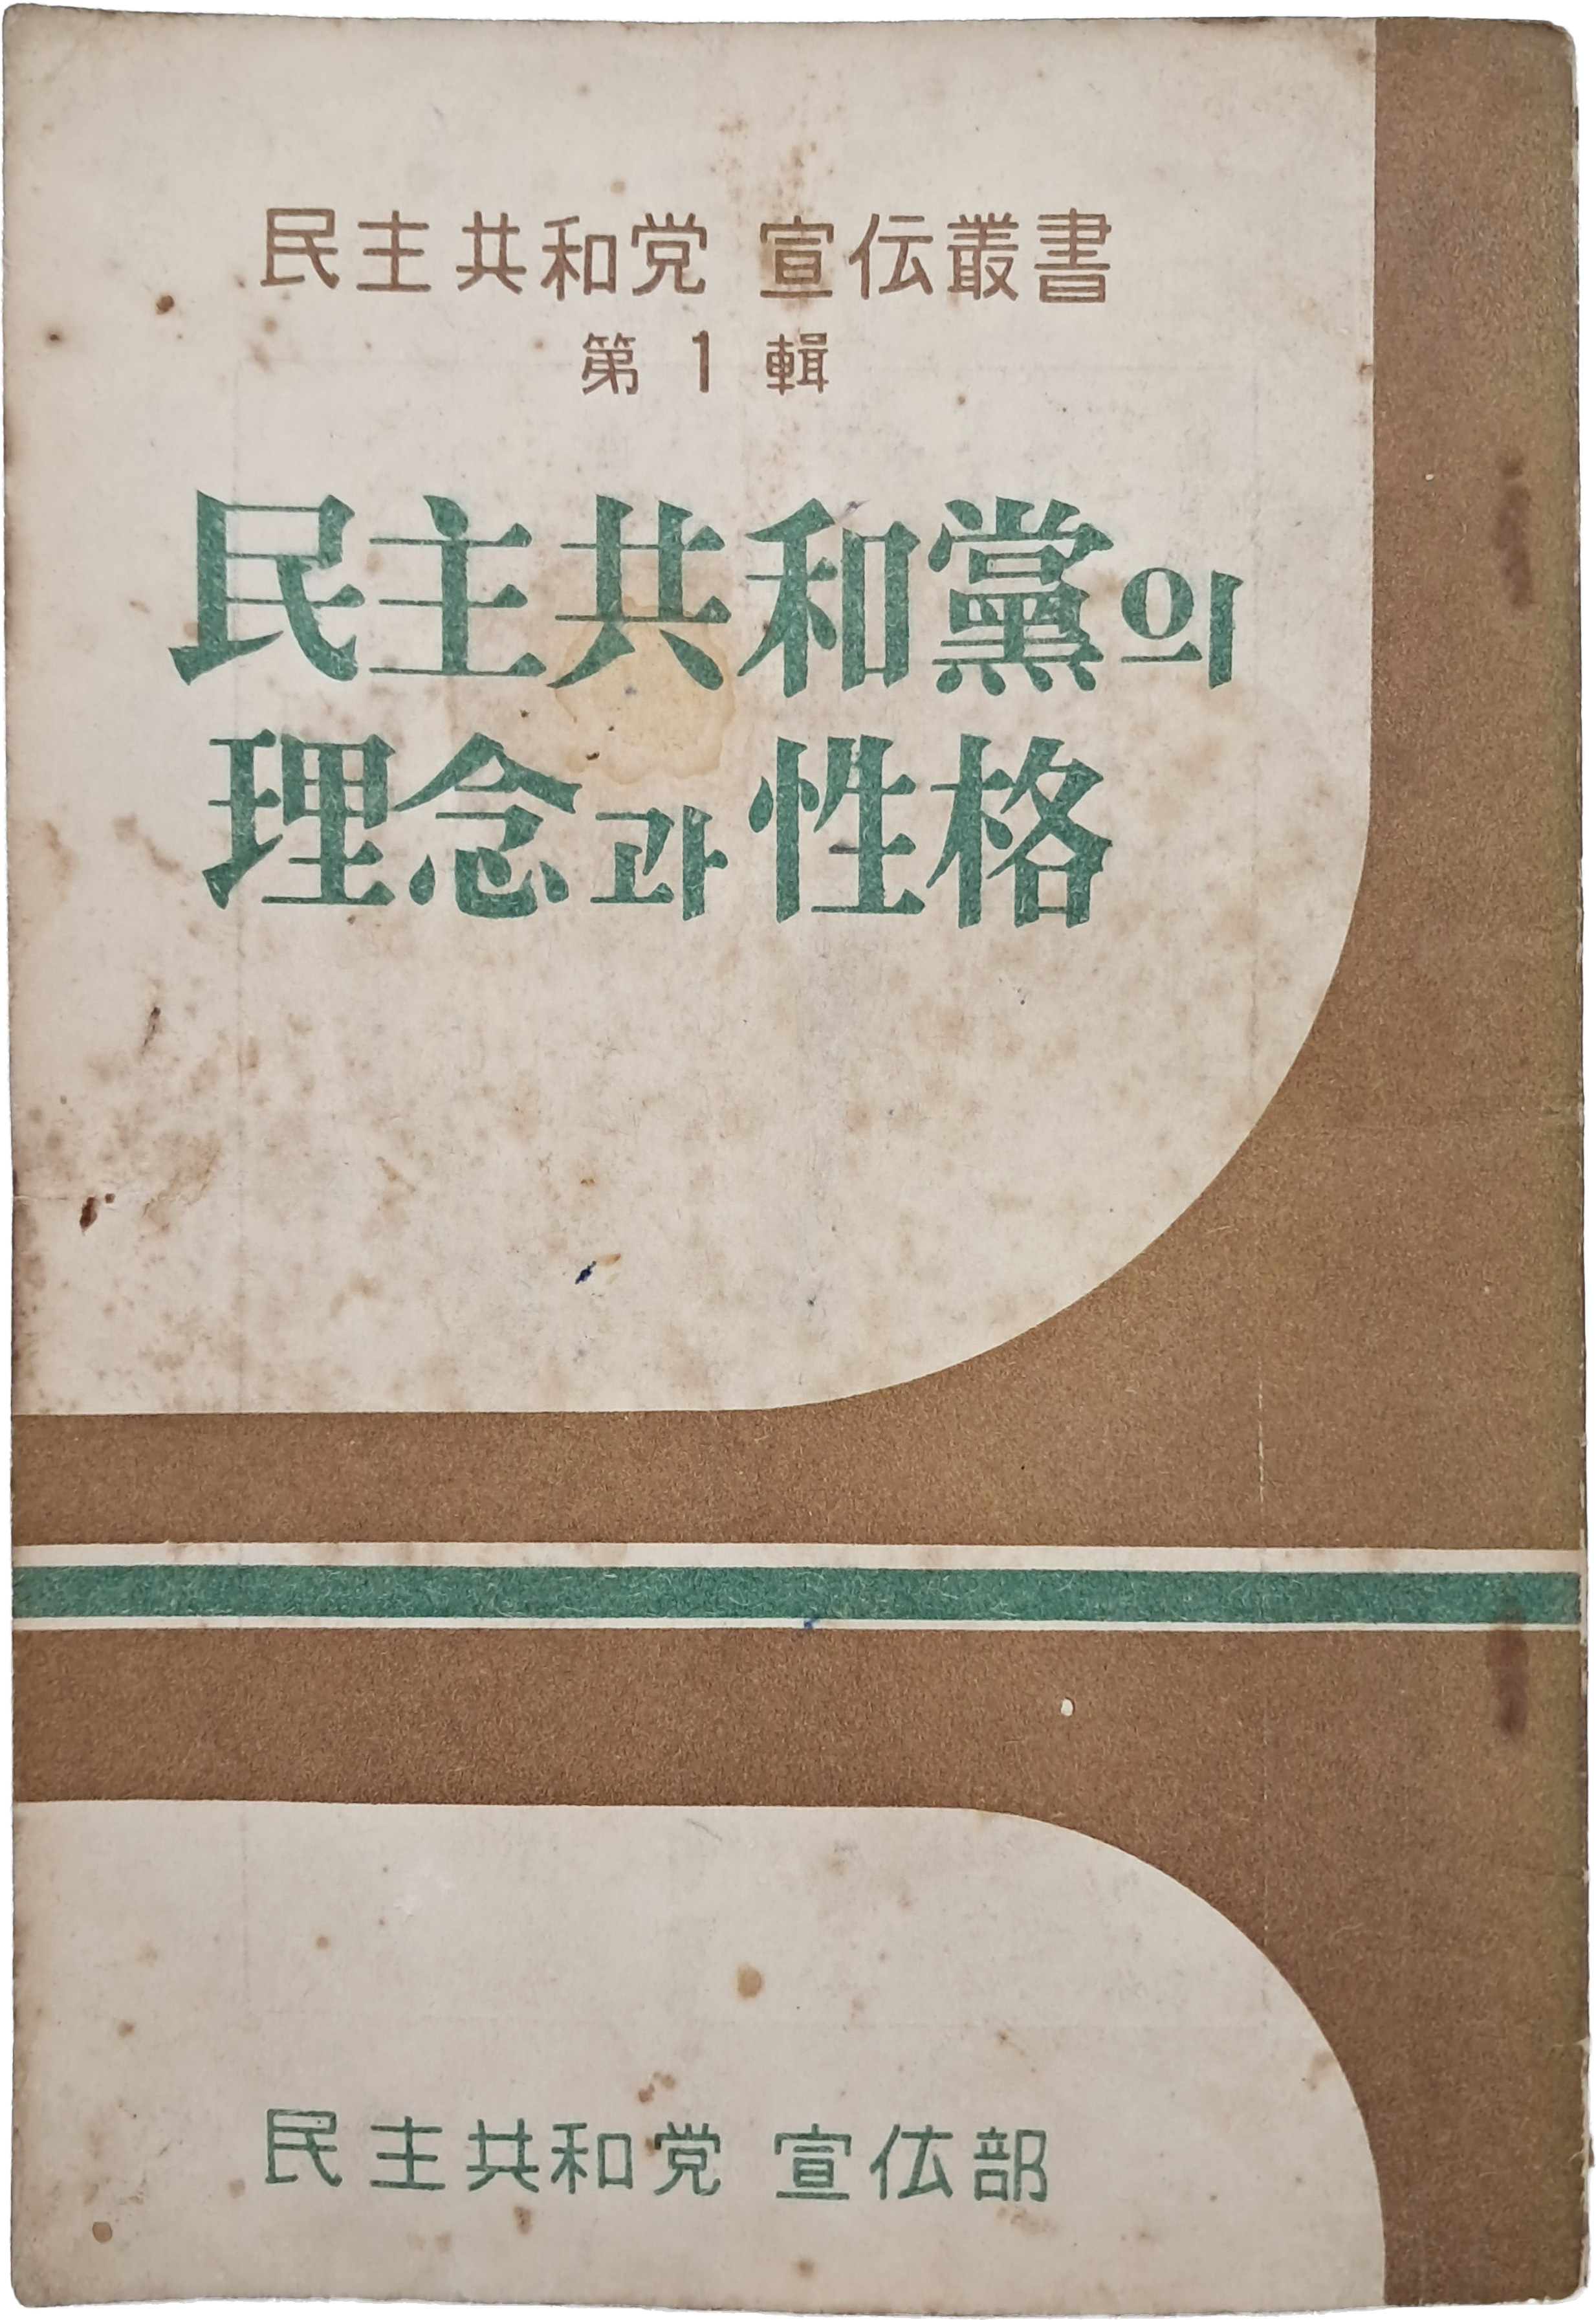 民主共和党 宣伝叢書
第 1 輯
民主共和黨의
理念과 性格
民主共和党 宣伝部